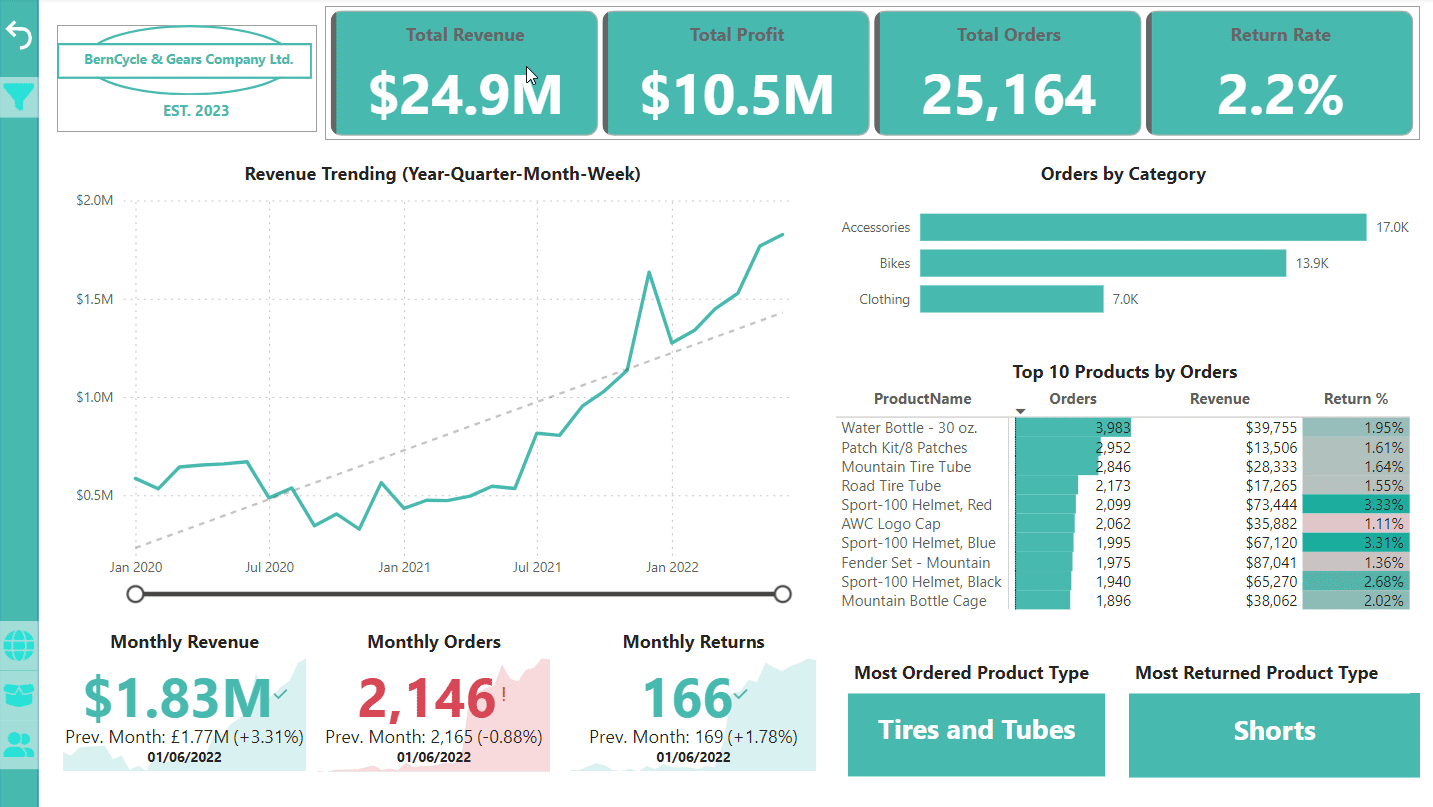 BernCycle & Gears Company Ltd.
EST. 2023
Total Revenue
$24.9M
Total Profit
$10.5M
Total Orders
25,164
Return Rate
2.2%
Revenue Trending (Year-Quarter-Month-Week)
$2.0M
$1.5M
$1.0M
$0.5M
Jan 2020 Jul 2020 Jan 2021 Jul 2021 Jan 2022
Orders by Category
Accessories 17.0K
Bikes 13.9K
Clothing 7.0K
Top 10 Products by Orders
ProductName Orders Revenue Return %
Water Bottle - 30 oz. 3,983 $39,755 1.95%
Patch Kit/8 Patches 2,952 $13,506 1.61%
Mountain Tire Tube 2,846 $28,333 1.64%
Road Tire Tube 2,173 $17,265 1.55%
Sport-100 Helmet, Red 2,099 $73,444 3.33%
AWC Logo Cap 2,062 $35,882 1.11%
Sport-100 Helmet, Blue 1,995 $67,120 3.31%
Fender Set - Mountain 1,975 $87,041 1.36%
Sport-100 Helmet, Black 1,940 $65,270 2.68%
Mountain Bottle Cage 1,896 $38,062 2.02%
Monthly Revenue
$1.83M
Prev. Month: £1.77M (+3.31%)
01/06/2022
Monthly Orders
2,146!
Prev. Month: 2,165 (-0.88%)
01/06/2022
Monthly Returns
166
Prev. Month: 169 (+1.78%)
01/06/2022
Most Ordered Product Type
Tires and Tubes
Most Returned Product Type
Shorts